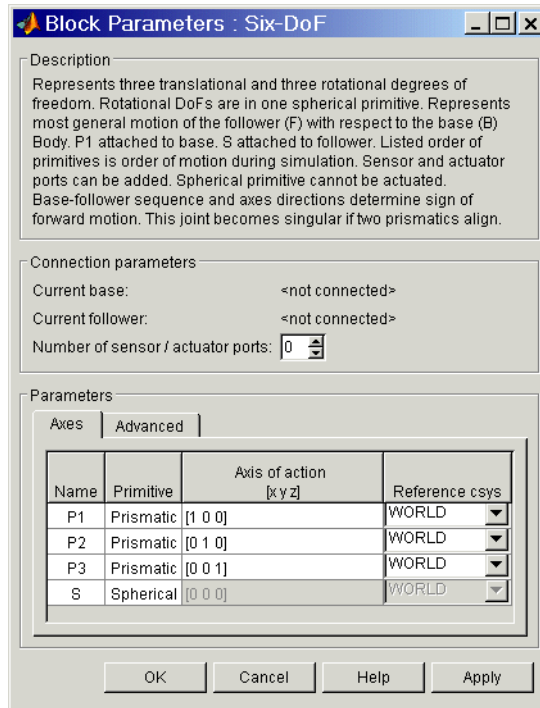 Block Parameters : Six-DoF
Description
Represents three translational and three rotational degrees of
freedom. Rotational DoFs are in one spherical primitive. Represents
most general motion of the follower (F) with respect to the base (B)
Body. P1 attached to base. S attached to follower. Listed order of
primitives is order of motion during simulation. Sensor and actuator
ports can be added. Spherical primitive cannot be actuated.
Base-follower sequence and axes directions determine sign of
forward motion. This joint becomes singular if two prismatics align.
Connection parameters
Current base: <not connected>
Current follower: <not connected>
Number of sensor / actuator ports: 0
Parameters
Axes Advanced
Name Primitive Axis of action [x y z] Reference csys
P1 Prismatic [1 0 0] WORLD
P2 Prismatic [0 1 0] WORLD
P3 Prismatic [0 0 1] WORLD
S Spherical [0 0 0] WORLD
OK Cancel Help Apply